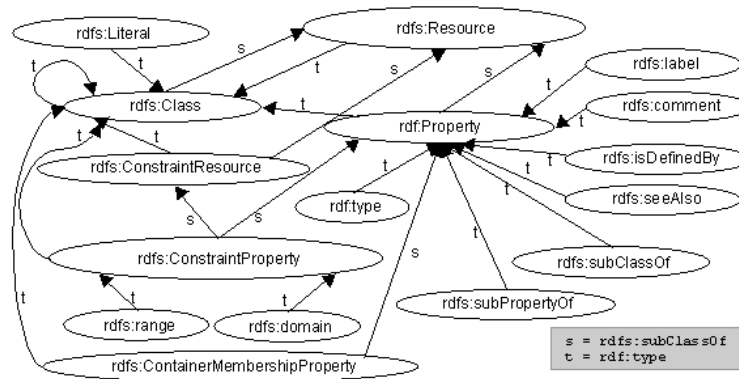 rdfs:Literal
rdfs:Resource
s
t
t
s
s
t
rdfs:label
t
rdfs:Class
t
rdfs:comment
t
t
t
rdf:Property
rdfs:ConstraintResource
t
rdfs:isDefinedBy
t
t
rdf:type
t
rdfs:seeAlso
s
s
s
t
rdfs:ConstraintProperty
rdfs:subClassOf
t
t
t
rdfs:subPropertyOf
rdfs:range
rdfs:domain
rdfs:ContainerMembershipProperty
s = rdfs:subClassOf
t = rdf:type